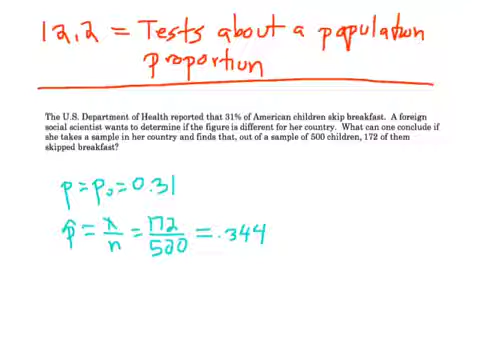 12.2 = Tests about a population
proportion
The U.S. Department of Health reported that 31% of American children skip breakfast. A foreign
social scientist wants to determine if the figure is different for her country. What can one conclude if
she takes a sample in her country and finds that, out of a sample of 500 children, 172 of them
skipped breakfast?
p = p₀ = 0.31
p̂ = x/n = 172/500 = .344